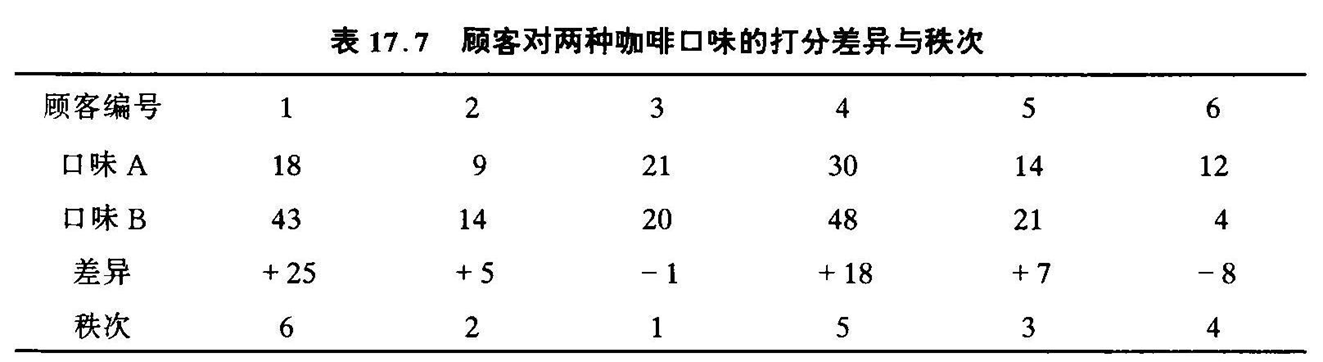 表 17.7 顾客对两种咖啡口味的打分差异与秩次
顾客编号 1 2 3 4 5 6
口味 A 18 9 21 30 14 12
口味 B 43 14 20 48 21 4
差异 +25 +5 -1 +18 +7 -8
秩次 6 2 1 5 3 4